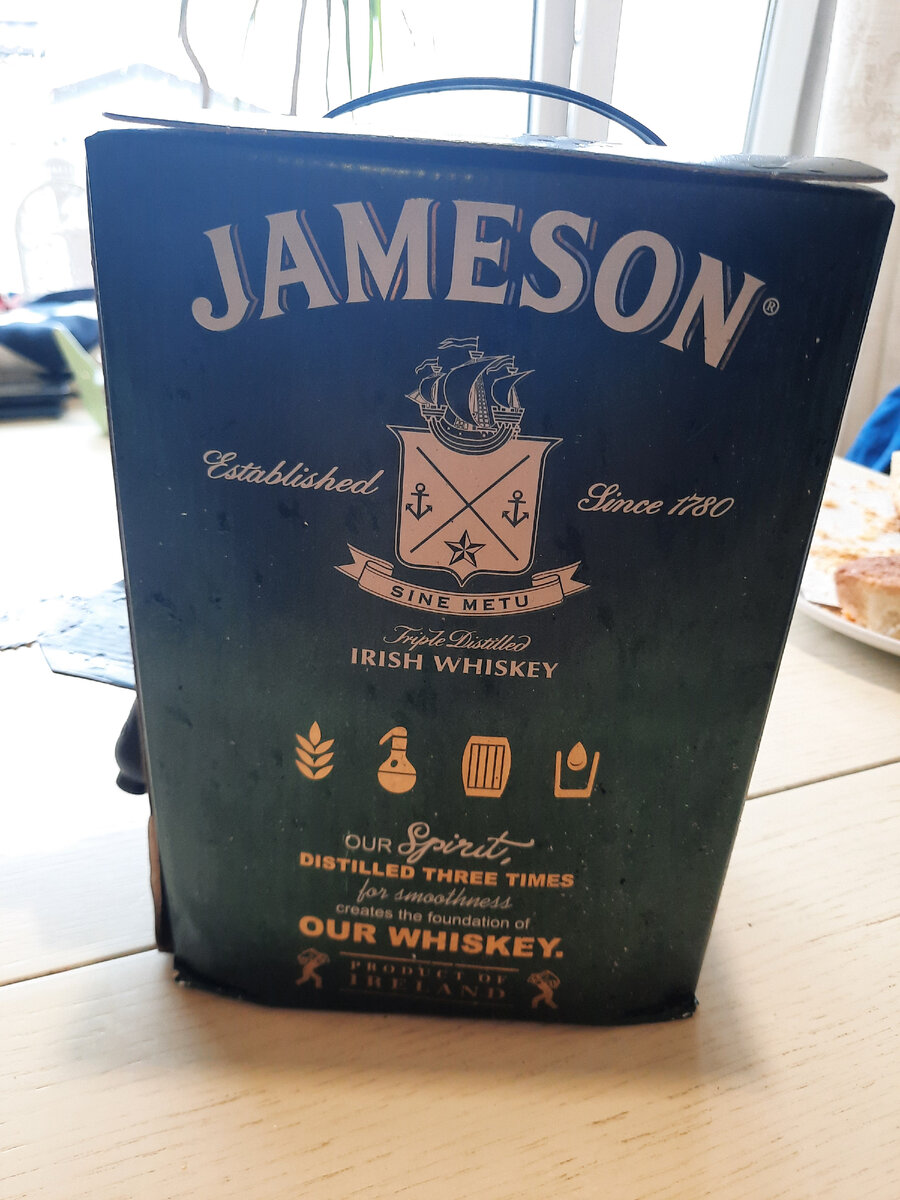 JAMESON®
Established Since 1780
SINE METU
Triple Distilled
IRISH WHISKEY
OUR Spirit,
DISTILLED THREE TIMES
for smoothness
creates the foundation of
OUR WHISKEY.
PRODUCT OF
IRELAND